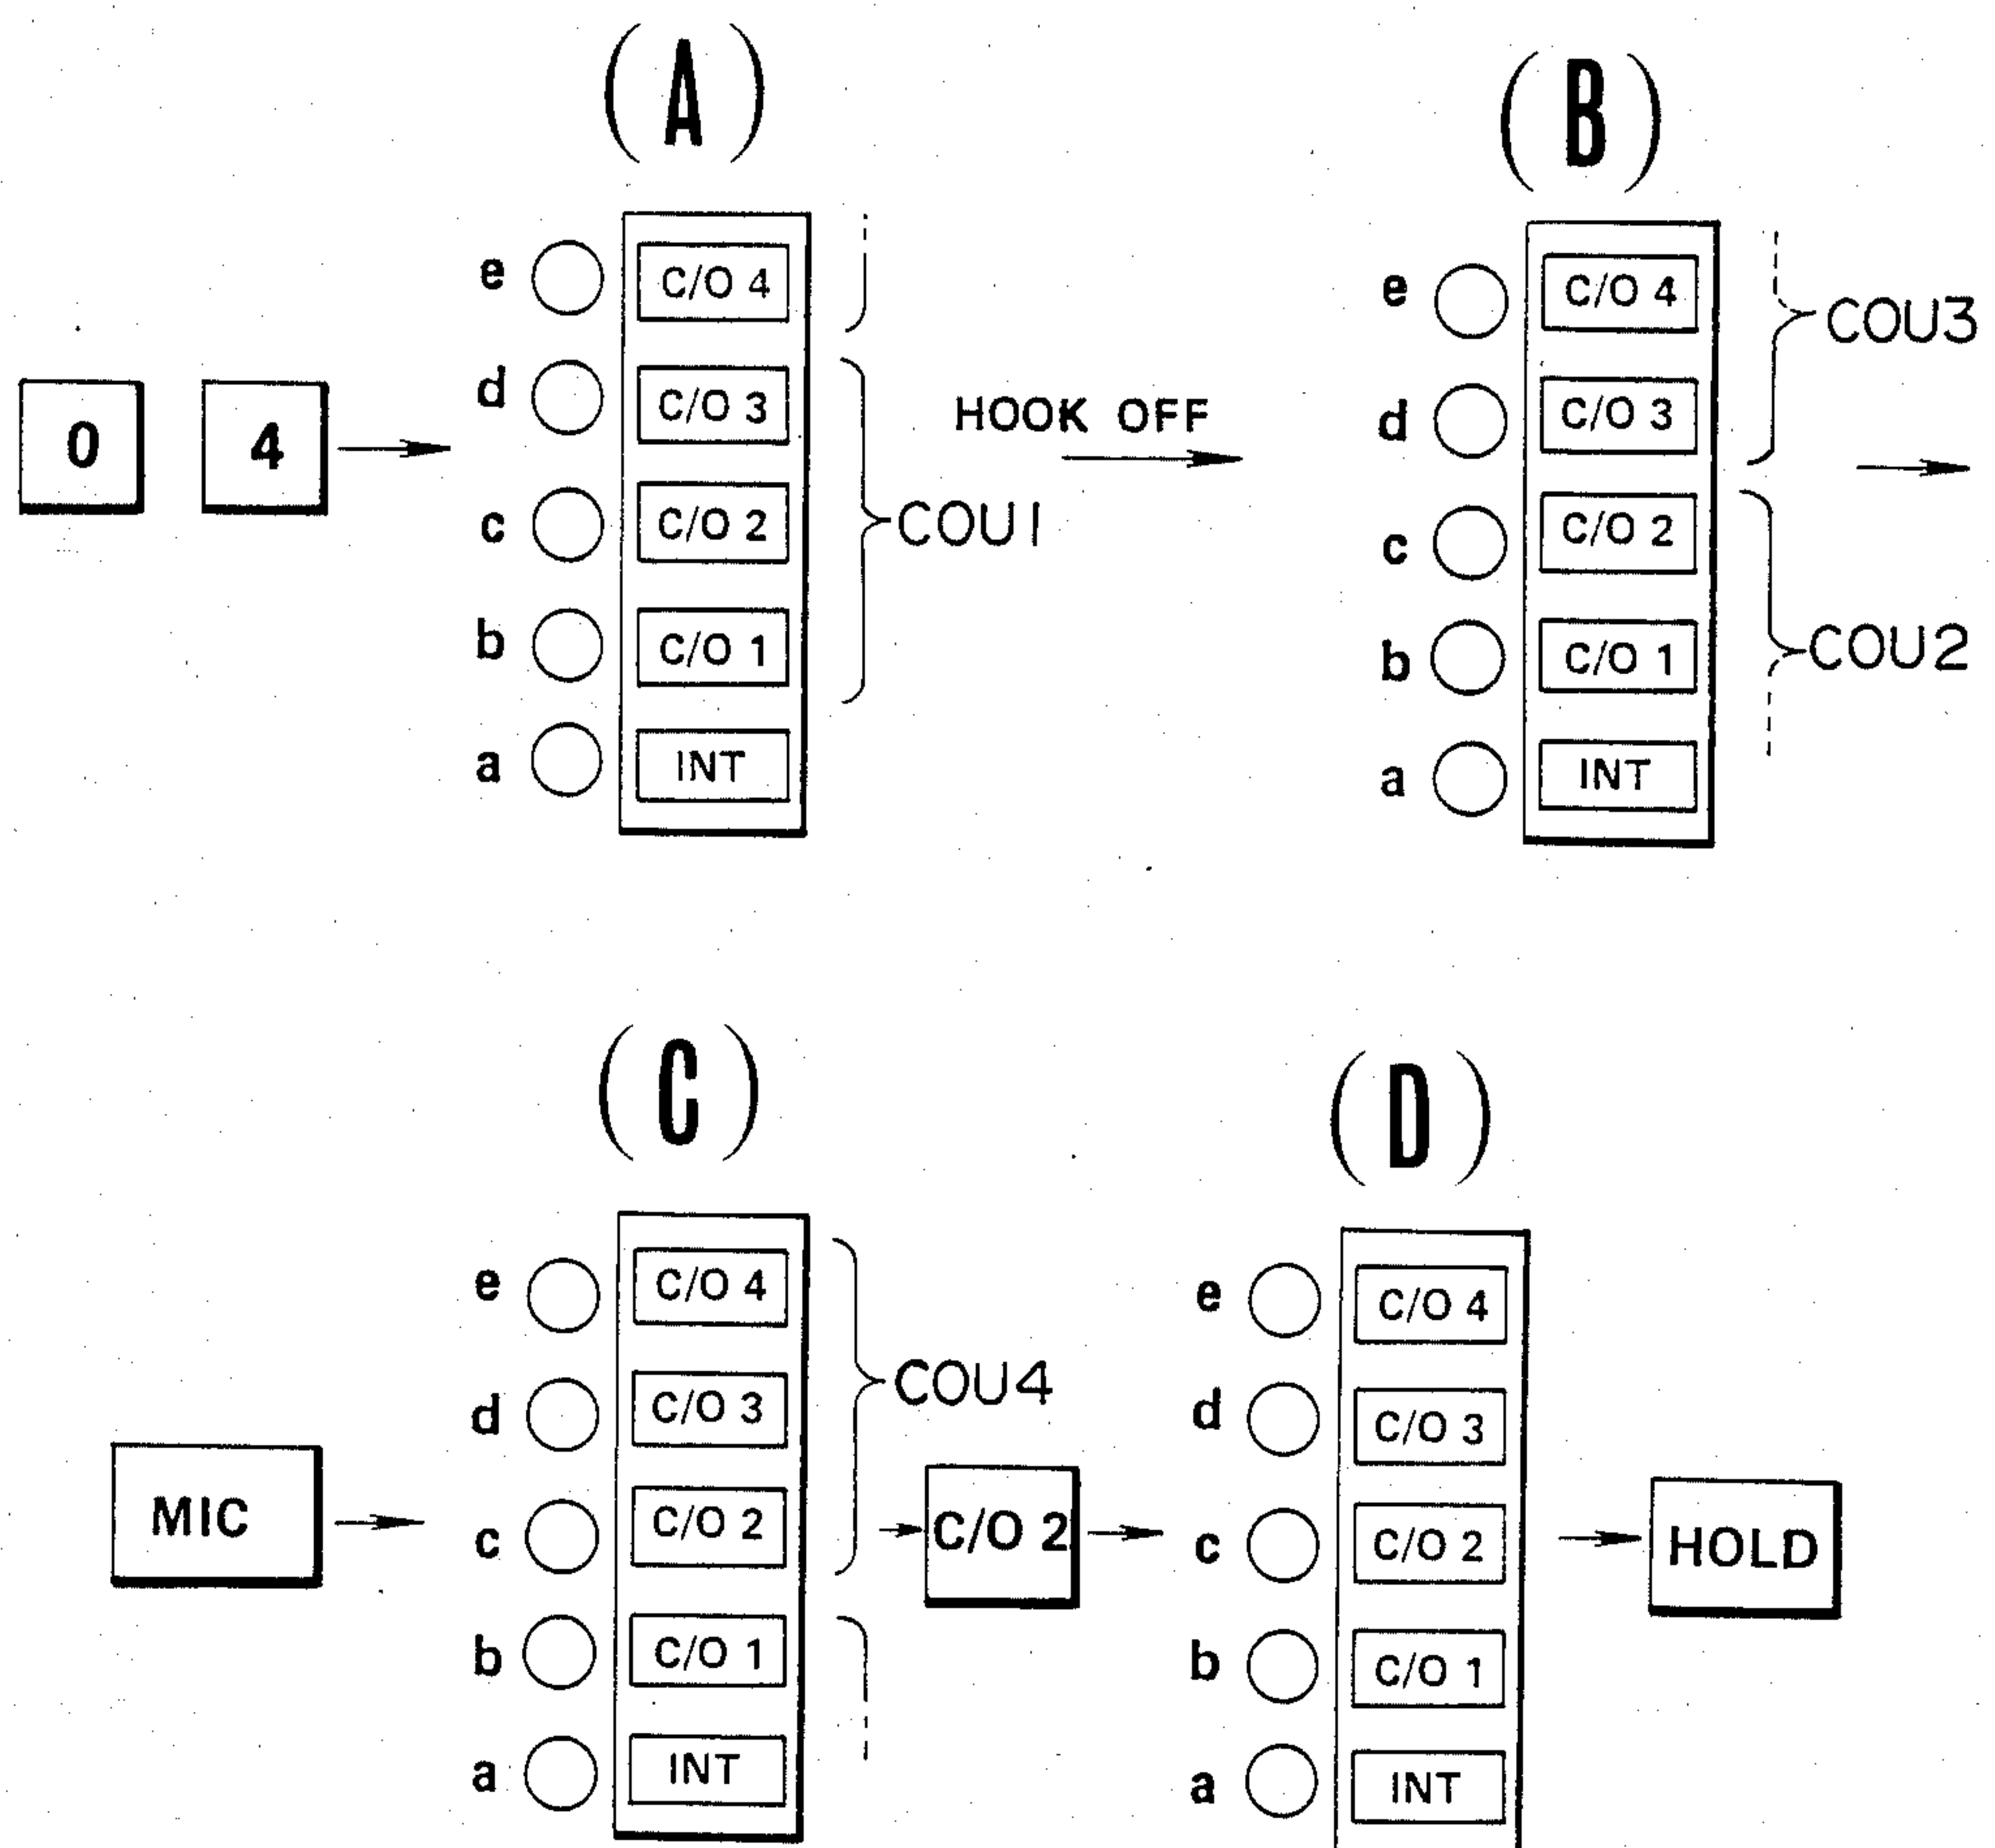 (A)
0 4
e C/O 4
d C/O 3
c C/O 2
b C/O 1
a INT
COU1
HOOK OFF
(B)
e C/O 4
d C/O 3
c C/O 2
b C/O 1
a INT
COU3
COU2
MIC
(C)
e C/O 4
d C/O 3
c C/O 2
b C/O 1
a INT
COU4
C/O 2
(D)
e C/O 4
d C/O 3
c C/O 2
b C/O 1
a INT
HOLD